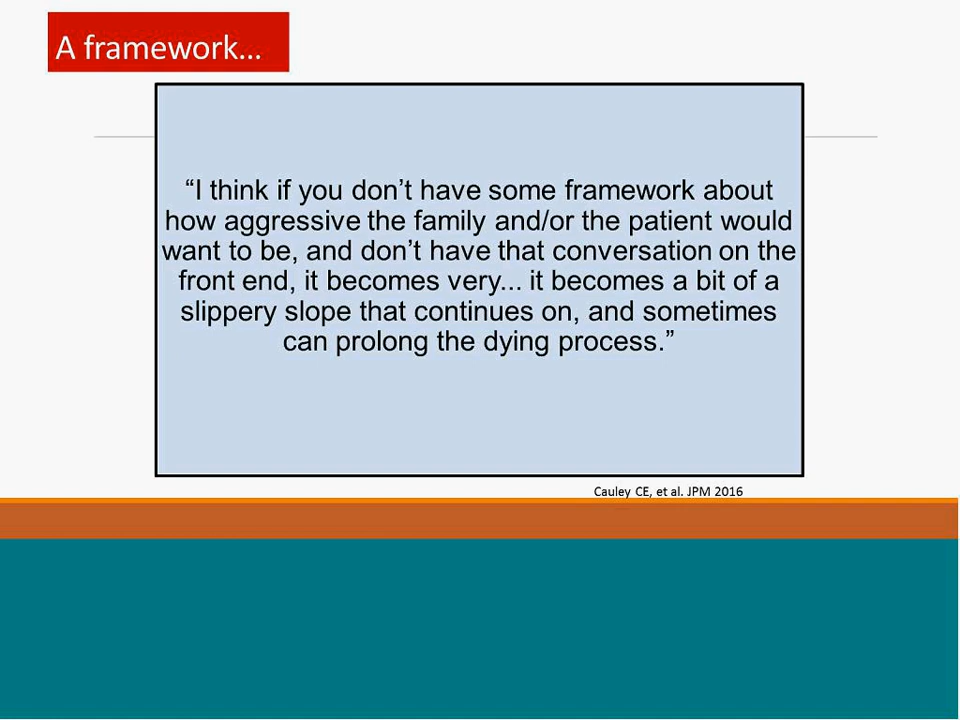 A framework...
“I think if you don’t have some framework about
how aggressive the family and/or the patient would
want to be, and don’t have that conversation on the
front end, it becomes very... it becomes a bit of a
slippery slope that continues on, and sometimes
can prolong the dying process.”
Cauley CE, et al. JPM 2016